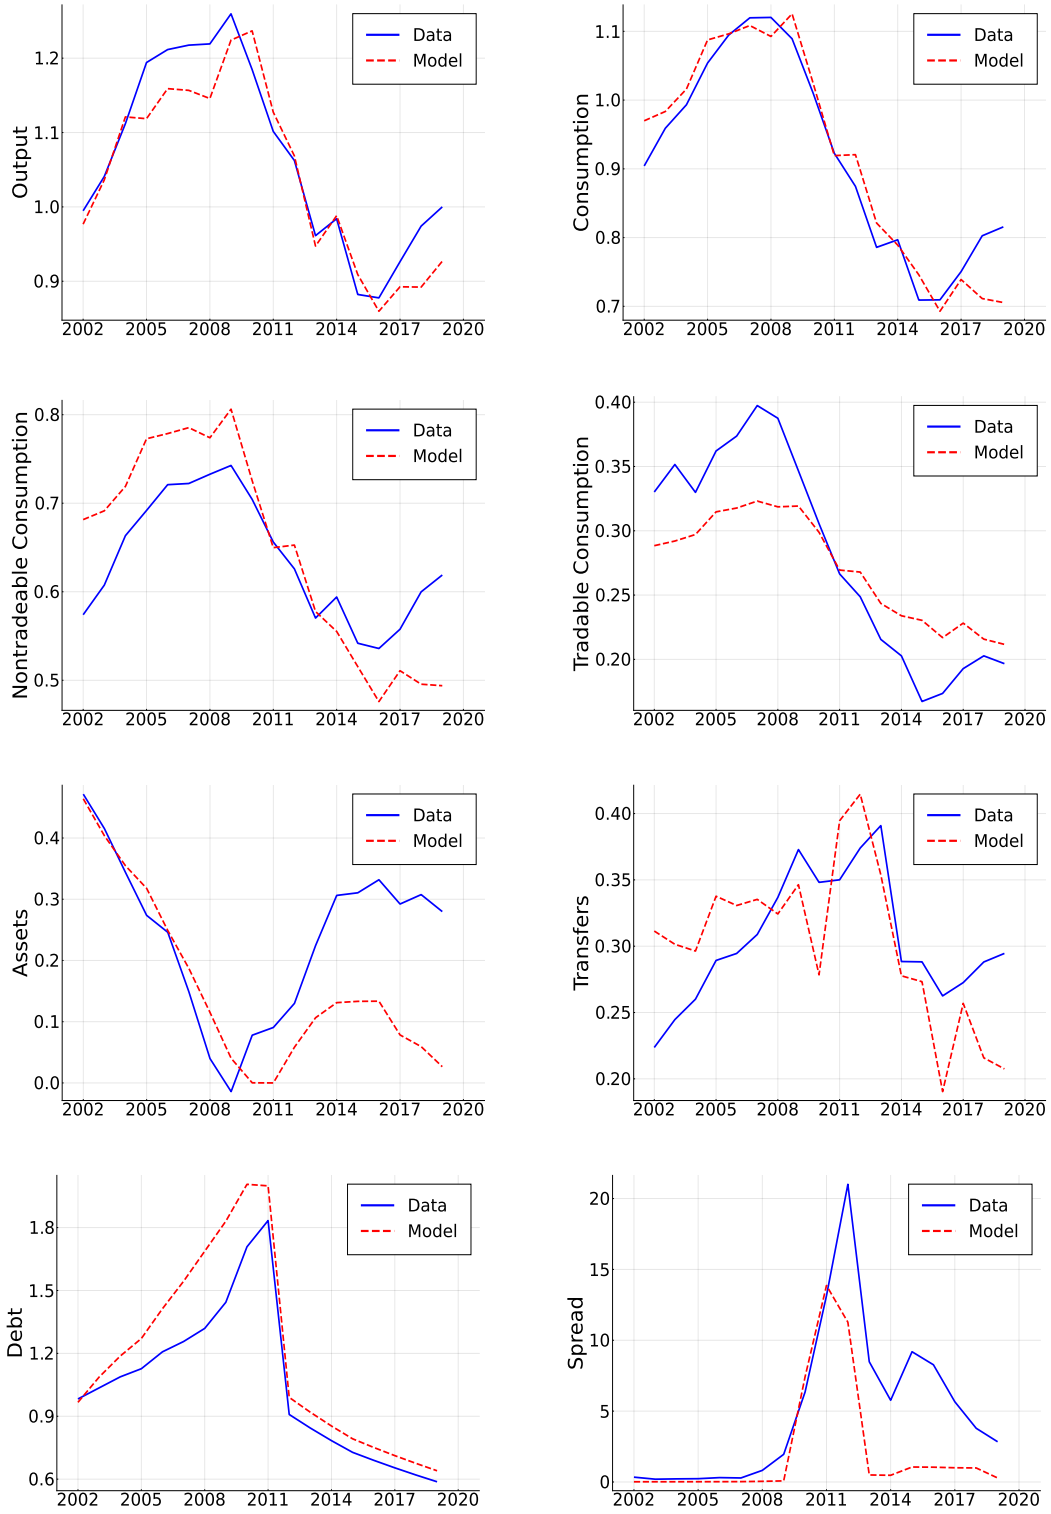 Output
1.2
1.1
1.0
0.9
2002 2005 2008 2011 2014 2017 2020
Data
Model
Consumption
1.1
1.0
0.9
0.8
0.7
2002 2005 2008 2011 2014 2017 2020
Data
Model
Nontradeable Consumption
0.8
0.7
0.6
0.5
2002 2005 2008 2011 2014 2017 2020
Data
Model
Tradable Consumption
0.40
0.35
0.30
0.25
0.20
2002 2005 2008 2011 2014 2017 2020
Data
Model
Assets
0.4
0.3
0.2
0.1
0.0
2002 2005 2008 2011 2014 2017 2020
Data
Model
Transfers
0.40
0.35
0.30
0.25
0.20
2002 2005 2008 2011 2014 2017 2020
Data
Model
Debt
1.8
1.5
1.2
0.9
0.6
2002 2005 2008 2011 2014 2017 2020
Data
Model
Spread
20
15
10
5
0
2002 2005 2008 2011 2014 2017 2020
Data
Model